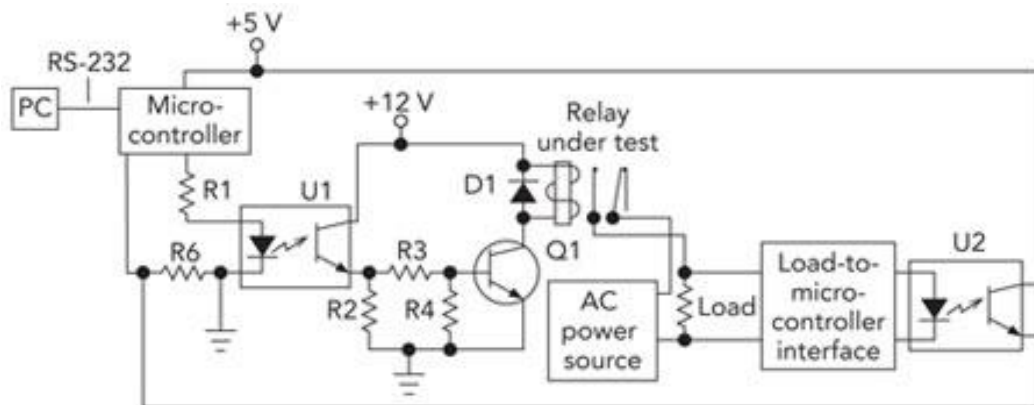 +5 V
RS-232
PC
Micro-
controller
+12 V
Relay
under test
R1
U1
D1
R6
R3
Q1
R2
R4
AC
power
source
Load
Load-to-
micro-
controller
interface
U2